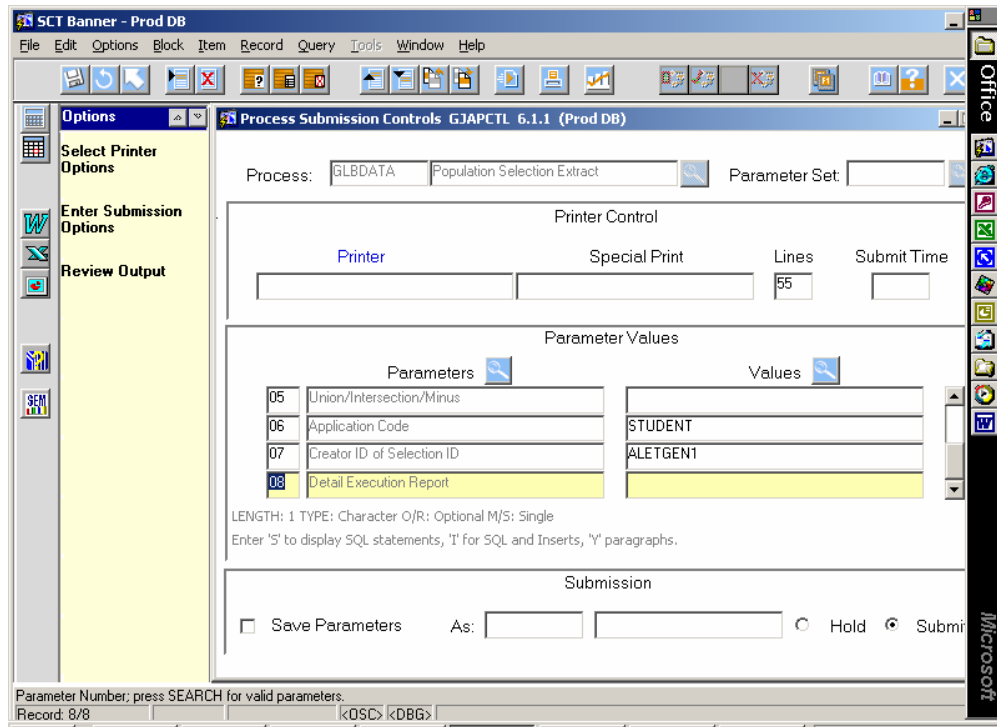 SCT Banner - Prod DB
File Edit Options Block Item Record Query Tools Window Help
Options
Select Printer
Options
Enter Submission
Options
Review Output
Process Submission Controls GJAPCTL 6.1.1 (Prod DB)
Process: GLBDATA Population Selection Extract Parameter Set:
Printer Control
Printer Special Print Lines Submit Time
55
Parameter Values
Parameters Values
05 Union/Intersection/Minus
06 Application Code STUDENT
07 Creator ID of Selection ID ALETGEN1
08 Detail Execution Report
LENGTH: 1 TYPE: Character O/R: Optional M/S: Single
Enter 'S' to display SQL statements, 'I' for SQL and Inserts, 'Y' paragraphs.
Submission
Save Parameters As: Hold Submi
Parameter Number; press SEARCH for valid parameters.
Record: 8/8 <OSC> <DBG>
Office
Microsoft
SEM